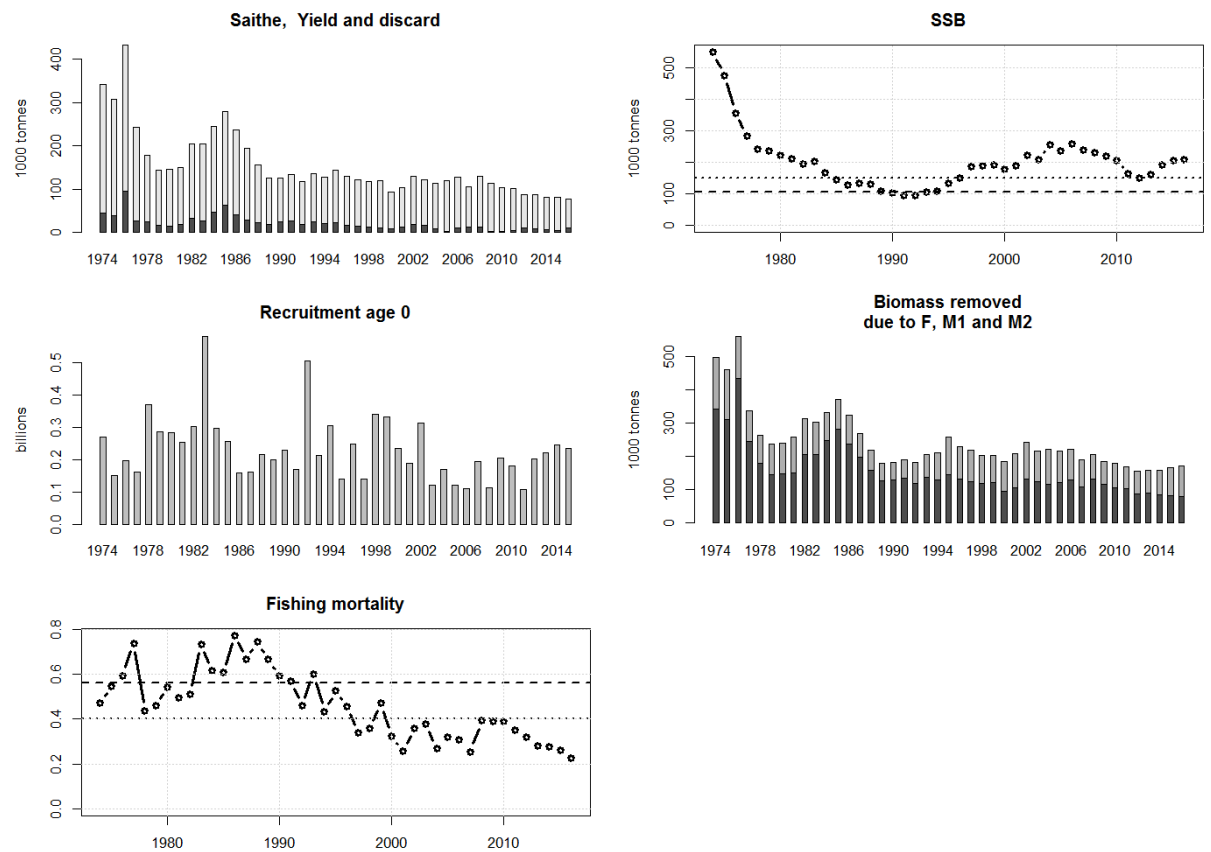 Saithe, Yield and discard
1000 tonnes
0 100 200 300 400
1974 1978 1982 1986 1990 1994 1998 2002 2006 2010 2014
SSB
1000 tonnes
0 100 300 500
1980 1990 2000 2010
Recruitment age 0
billions
0.0 0.1 0.2 0.3 0.4 0.5
1974 1978 1982 1986 1990 1994 1998 2002 2006 2010 2014
Biomass removed
due to F, M1 and M2
1000 tonnes
0 100 300 500
1974 1978 1982 1986 1990 1994 1998 2002 2006 2010 2014
Fishing mortality
0.0 0.2 0.4 0.6 0.8
1980 1990 2000 2010